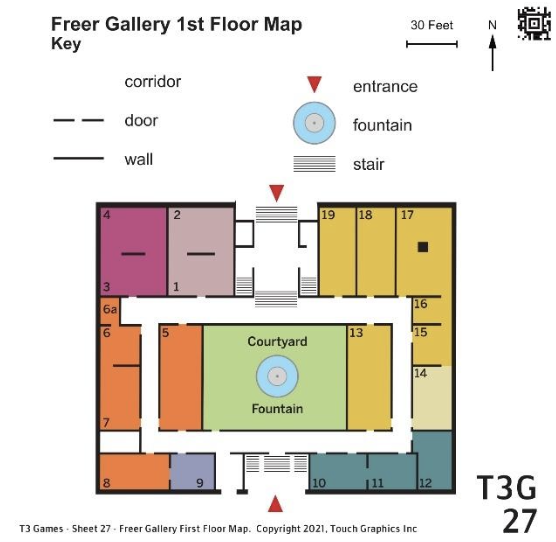 Freer Gallery 1st Floor Map
Key
30 Feet
N
corridor
entrance
door
fountain
wall
stair
4
2
19
18
17
3
1
16
6a
6
5
Courtyard
13
15
14
Fountain
7
8
9
10
11
12
T3G
27
T3 Games - Sheet 27 - Freer Gallery First Floor Map. Copyright 2021, Touch Graphics Inc